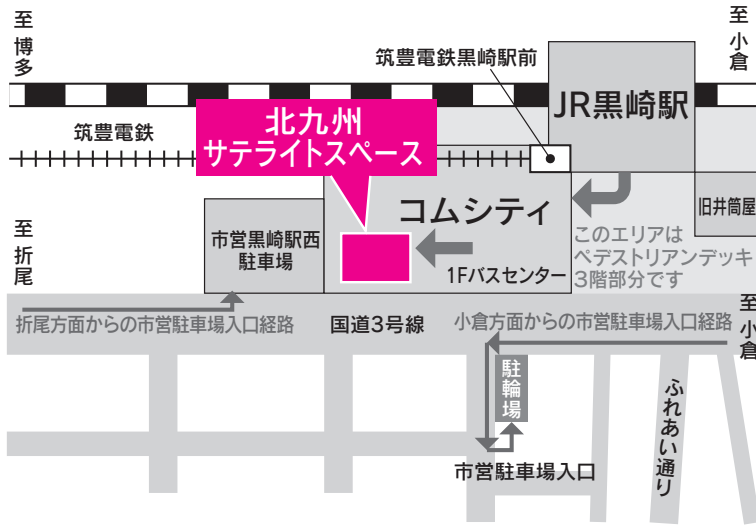 至博多
至小倉
筑豊電鉄黒崎駅前
JR黒崎駅
筑豊電鉄
北九州
サテライトスペース
コムシティ
旧井筒屋
至折尾
市営黒崎駅西
駐車場
1Fバスセンター
このエリアは
ペデストリアンデッキ
3階部分です
折尾方面からの市営駐車場入口経路
国道3号線
小倉方面からの市営駐車場入口経路
至小倉
駐輪場
ふれあい通り
市営駐車場入口